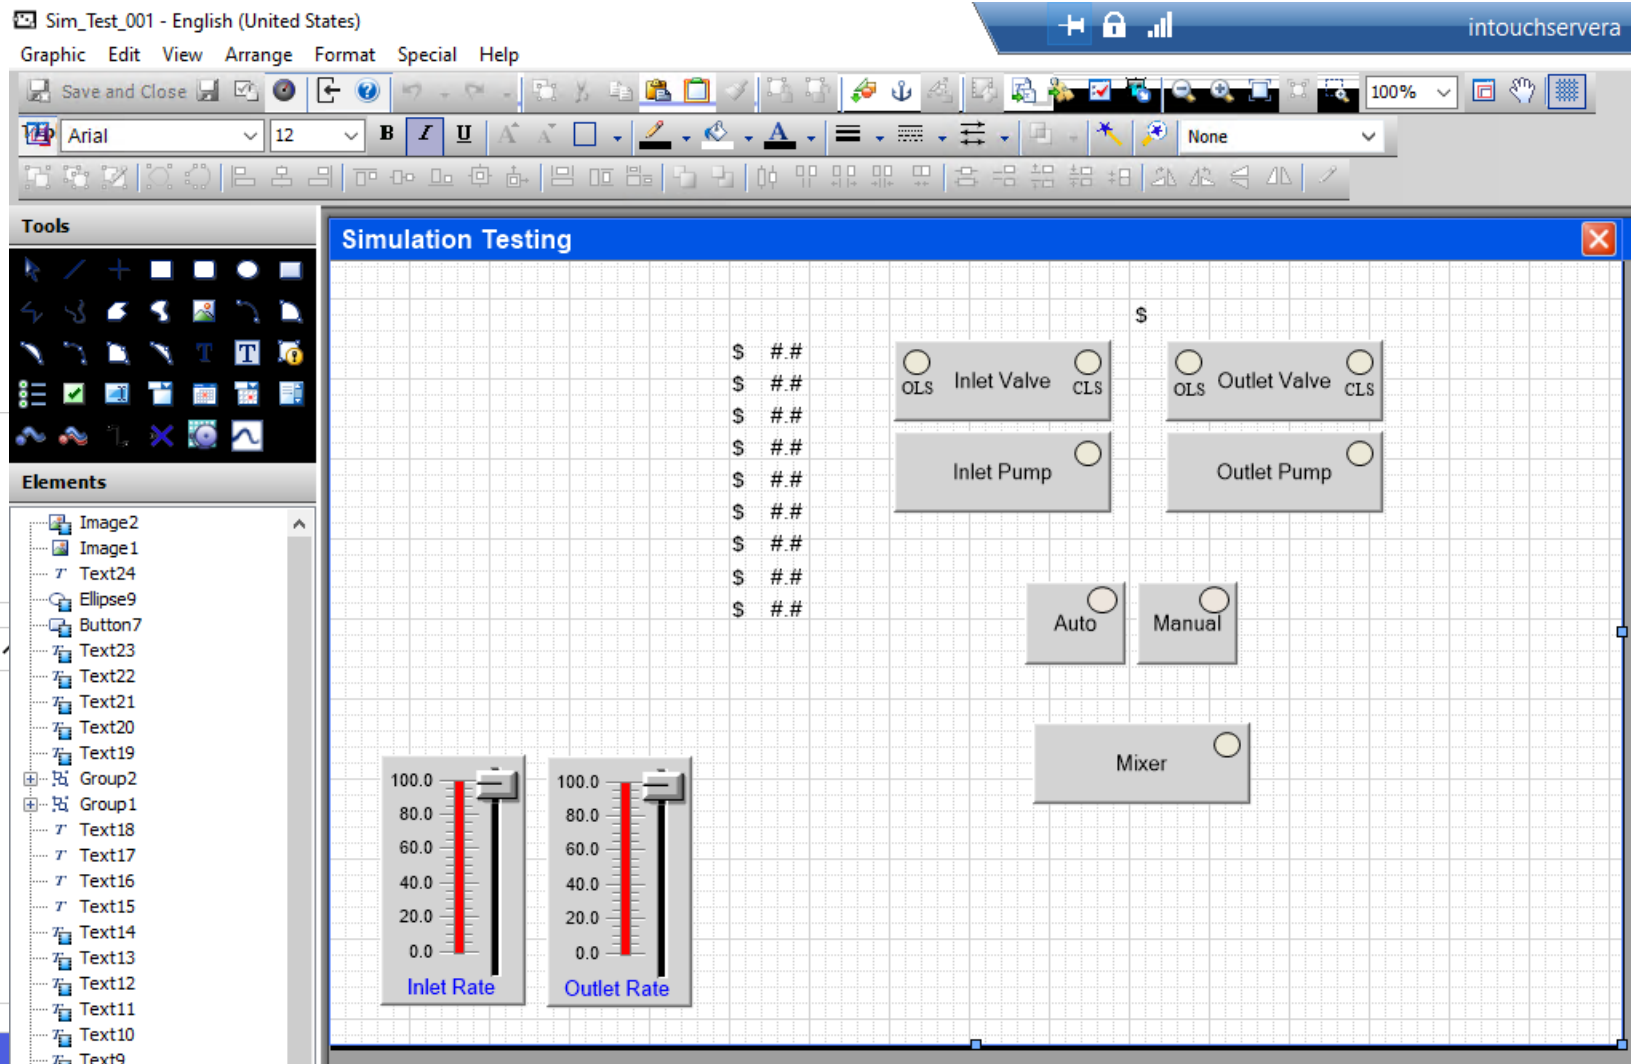 Sim_Test_001 - English (United States)
intouchservera
Graphic Edit View Arrange Format Special Help
Save and Close
100%
Arial 12 B I U A A A None
Tools
T T
Elements
Image2
Image1
Text24
Ellipse9
Button7
Text23
Text22
Text21
Text20
Text19
Group2
Group1
Text18
Text17
Text16
Text15
Text14
Text13
Text12
Text11
Text10
Text9
Simulation Testing
$
$ #.#
$ #.#
$ #.#
$ #.#
$ #.#
$ #.#
$ #.#
$ #.#
$ #.#
OLS Inlet Valve CLS
OLS Outlet Valve CLS
Inlet Pump
Outlet Pump
Auto
Manual
Mixer
100.0
80.0
60.0
40.0
20.0
0.0
Inlet Rate
100.0
80.0
60.0
40.0
20.0
0.0
Outlet Rate